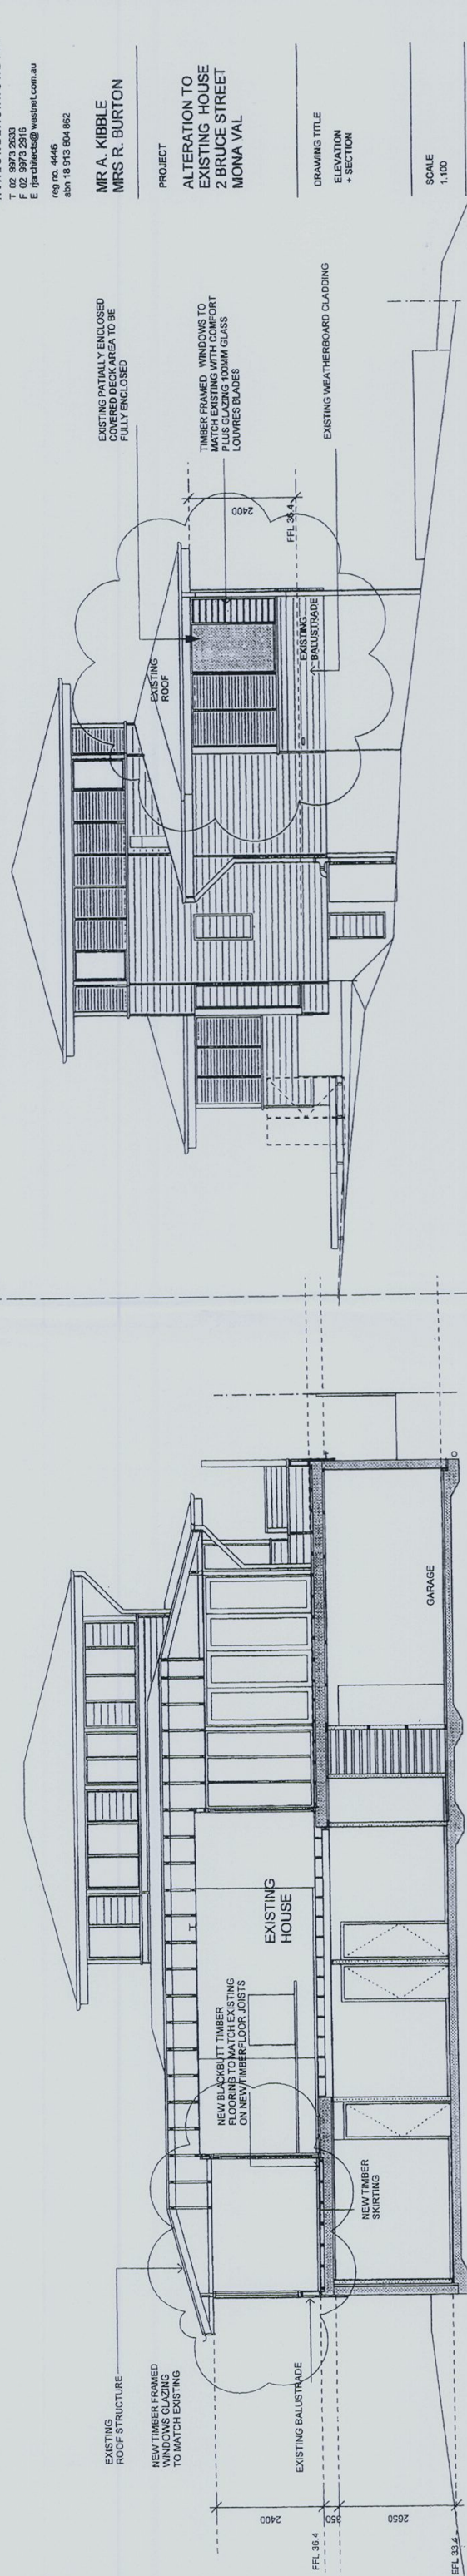 T 02 9973 2633
F 02 9973 2916
E rjarchitects@westnet.com.au
reg no. 4446
abn 18 913 804 862
MR A. KIBBLE
MRS R. BURTON
PROJECT
ALTERATION TO
EXISTING HOUSE
2 BRUCE STREET
MONA VAL
DRAWING TITLE
ELEVATION
+ SECTION
SCALE
1.100
EXISTING PATIALLY ENCLOSED
COVERED DECK AREA TO BE
FULLY ENCLOSED
TIMBER FRAMED WINDOWS TO
MATCH EXISTING WITH COMFORT
PLUS GLAZING 100MM GLASS
LOUVRES BLADES
EXISTING WEATHERBOARD CLADDING
2400
FFL 36.4
EXISTING
ROOF
EXISTING
BALUSTRADE
GARAGE
EXISTING
HOUSE
NEW BLACKBUTT TIMBER
FLOORING TO MATCH EXISTING
ON NEW TIMBERFLOOR JOISTS
NEW TIMBER
SKIRTING
EXISTING
ROOF STRUCTURE
NEW TIMBER FRAMED
WINDOWS GLAZING
TO MATCH EXISTING
EXISTING BALUSTRADE
2400
350
2650
FFL 36.4
EFL 33.4